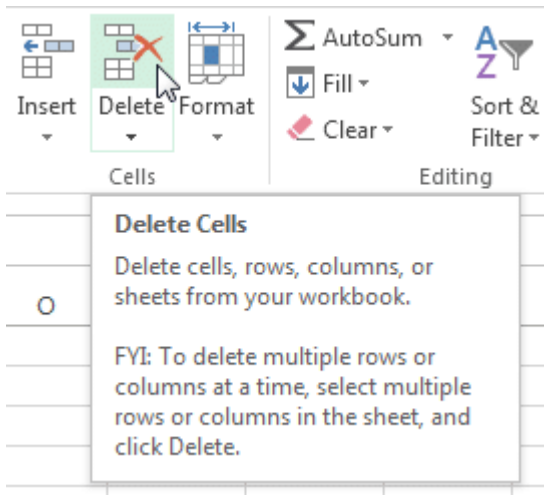 AutoSum
Fill
Clear
Insert Delete Format
Sort &
Filter
Cells
Editing
Delete Cells
Delete cells, rows, columns, or
sheets from your workbook.
FYI: To delete multiple rows or
columns at a time, select multiple
rows or columns in the sheet, and
click Delete.
O